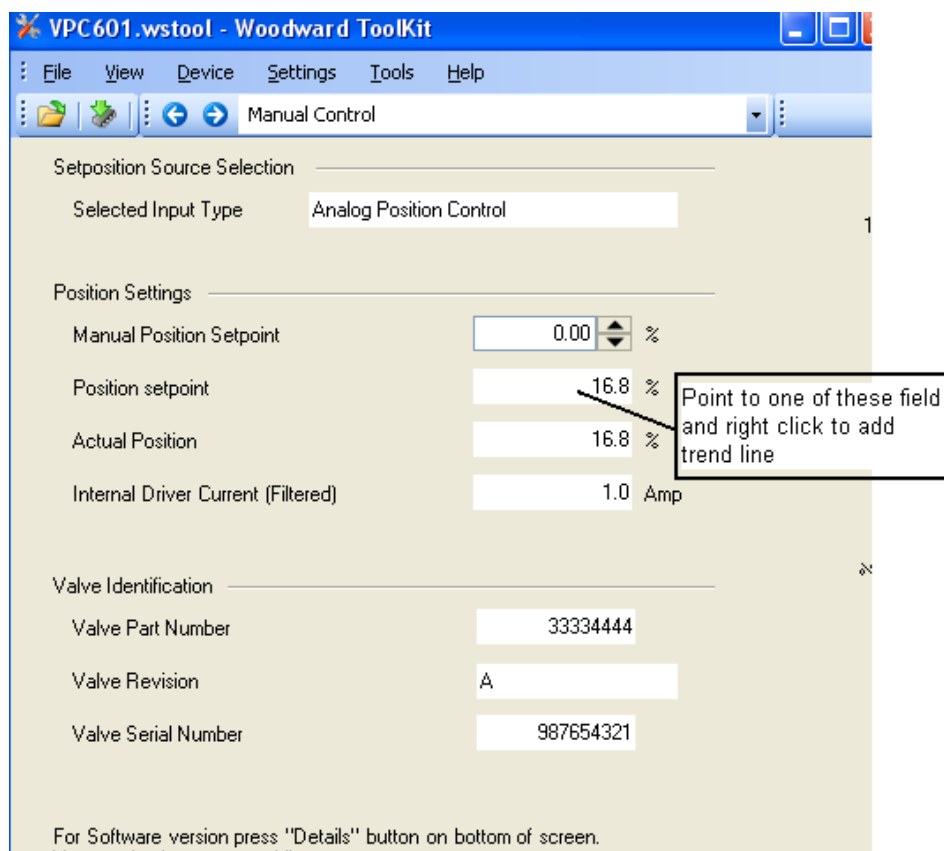 VPC601.wstool - Woodward ToolKit
File View Device Settings Tools Help
Manual Control
Setposition Source Selection
Selected Input Type Analog Position Control
1
Position Settings
Manual Position Setpoint 0.00 %
Position setpoint 16.8 %
Point to one of these field
and right click to add
trend line
Actual Position 16.8 %
Internal Driver Current (Filtered) 1.0 Amp
Valve Identification
Valve Part Number 33334444
Valve Revision A
Valve Serial Number 987654321
For Software version press "Details" button on bottom of screen.